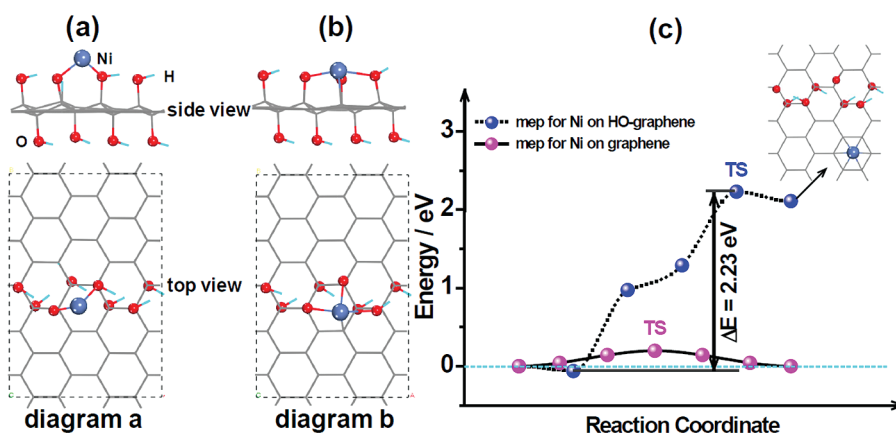 (a)
(b)
(c)
Ni
H
side view
O
top view
diagram a
diagram b
mep for Ni on HO-graphene
mep for Ni on graphene
TS
TS
ΔE = 2.23 eV
Energy / eV
3
2
1
0
Reaction Coordinate